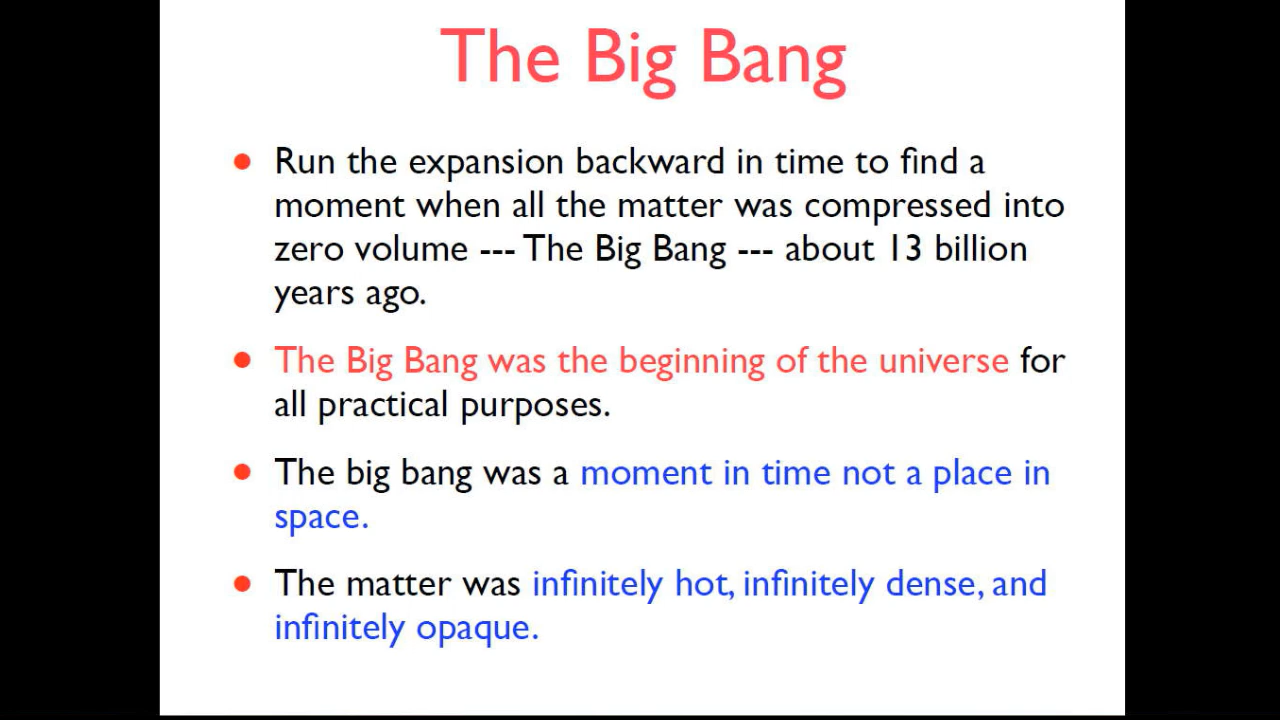 The Big Bang
• Run the expansion backward in time to find a
moment when all the matter was compressed into
zero volume --- The Big Bang --- about 13 billion
years ago.
• The Big Bang was the beginning of the universe for
all practical purposes.
• The big bang was a moment in time not a place in
space.
• The matter was infinitely hot, infinitely dense, and
infinitely opaque.